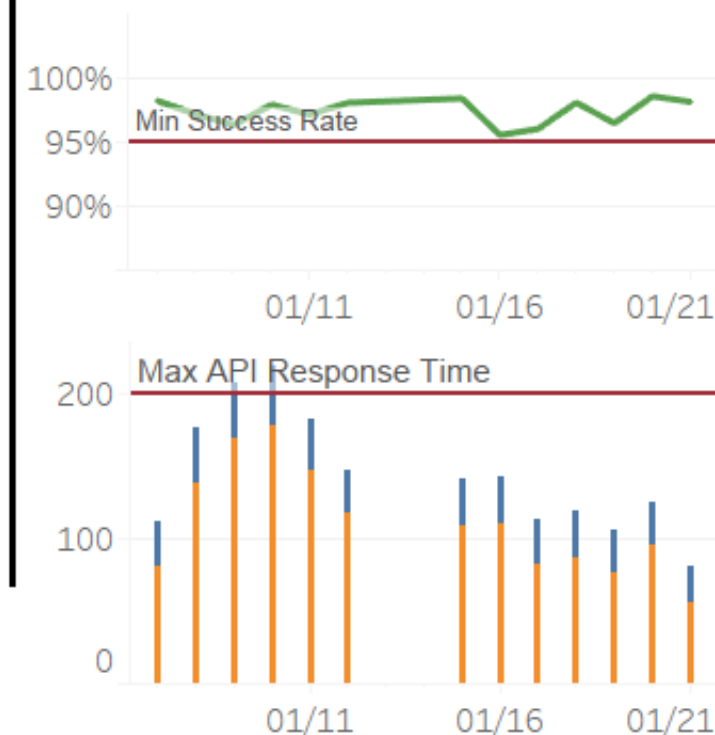 100%
Min Success Rate
95%
90%
01/11 01/16 01/21
Max API Response Time
200
100
0
01/11 01/16 01/21